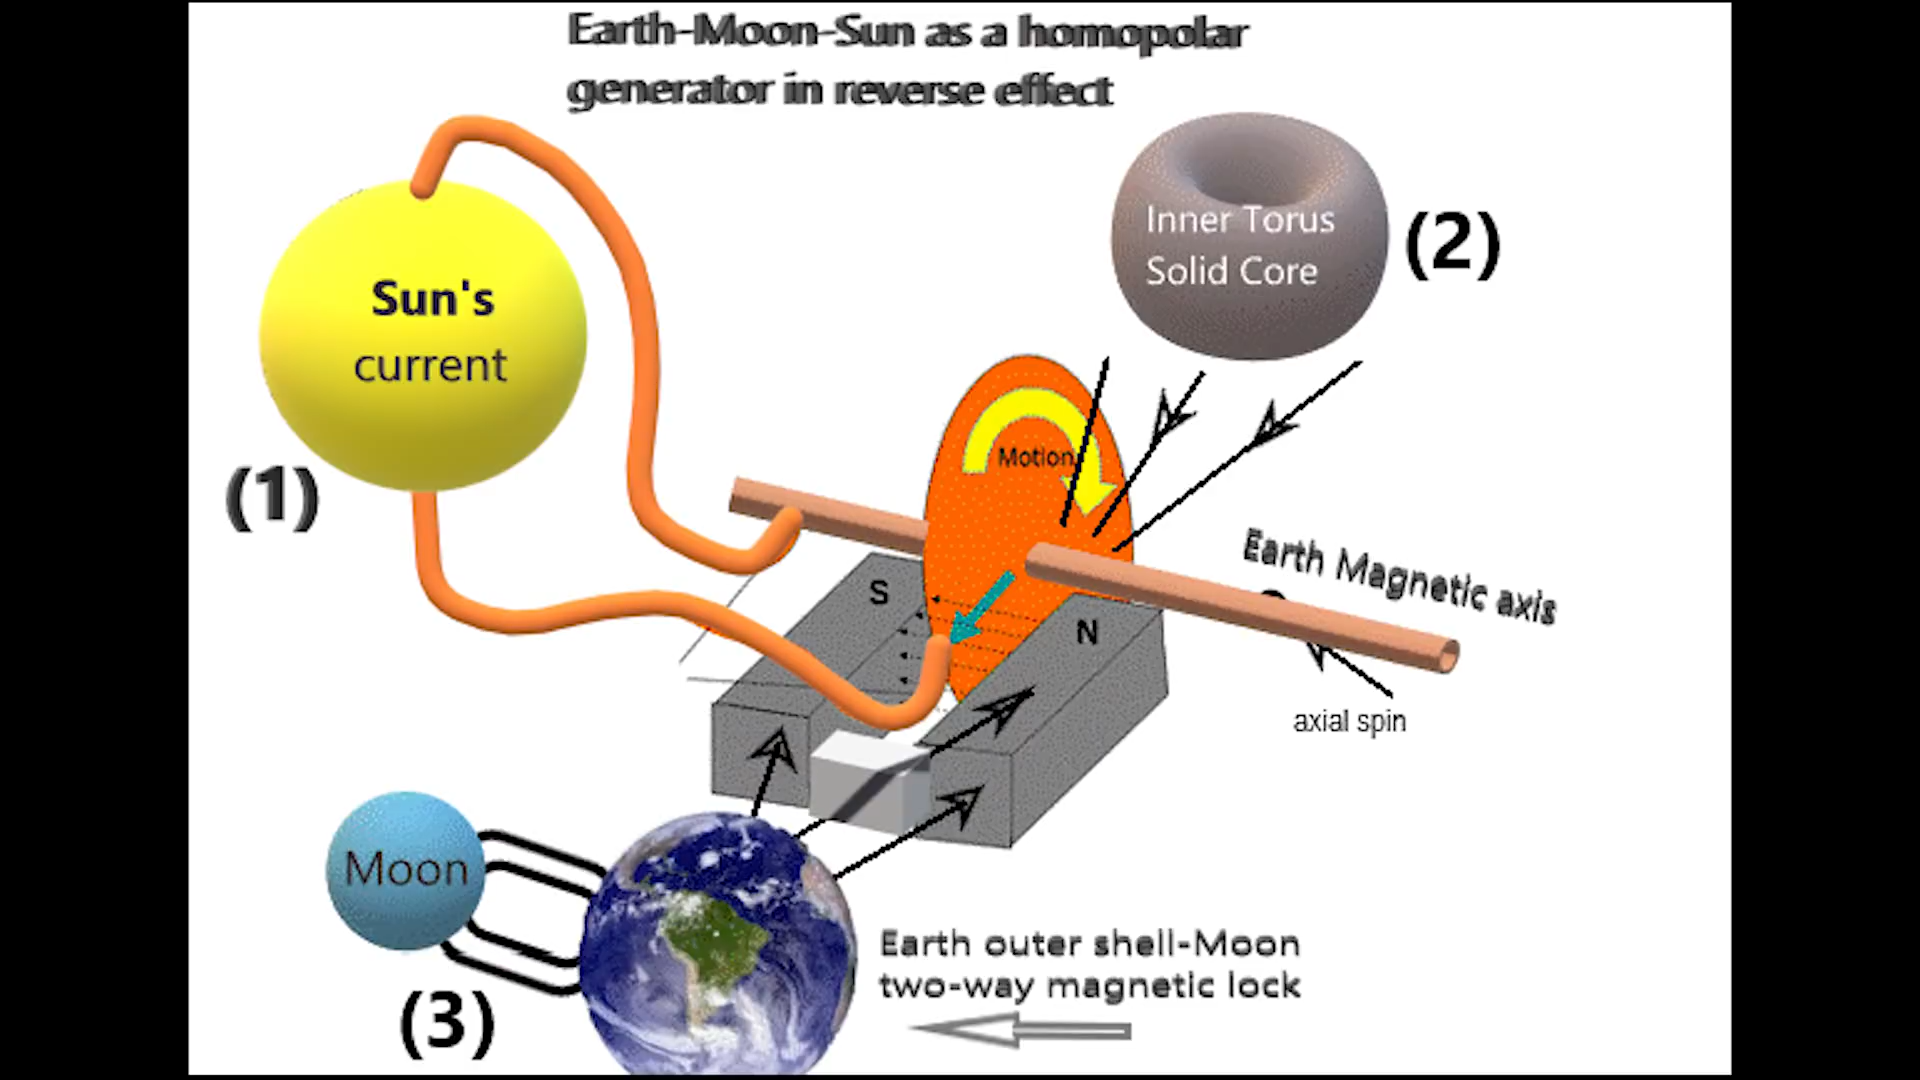 Earth-Moon-Sun as a homopolar
generator in reverse effect
Inner Torus
Solid Core
(2)
Sun's
current
(1)
Motion
Earth Magnetic axis
S
N
axial spin
Moon
Earth outer shell-Moon
two-way magnetic lock
(3)